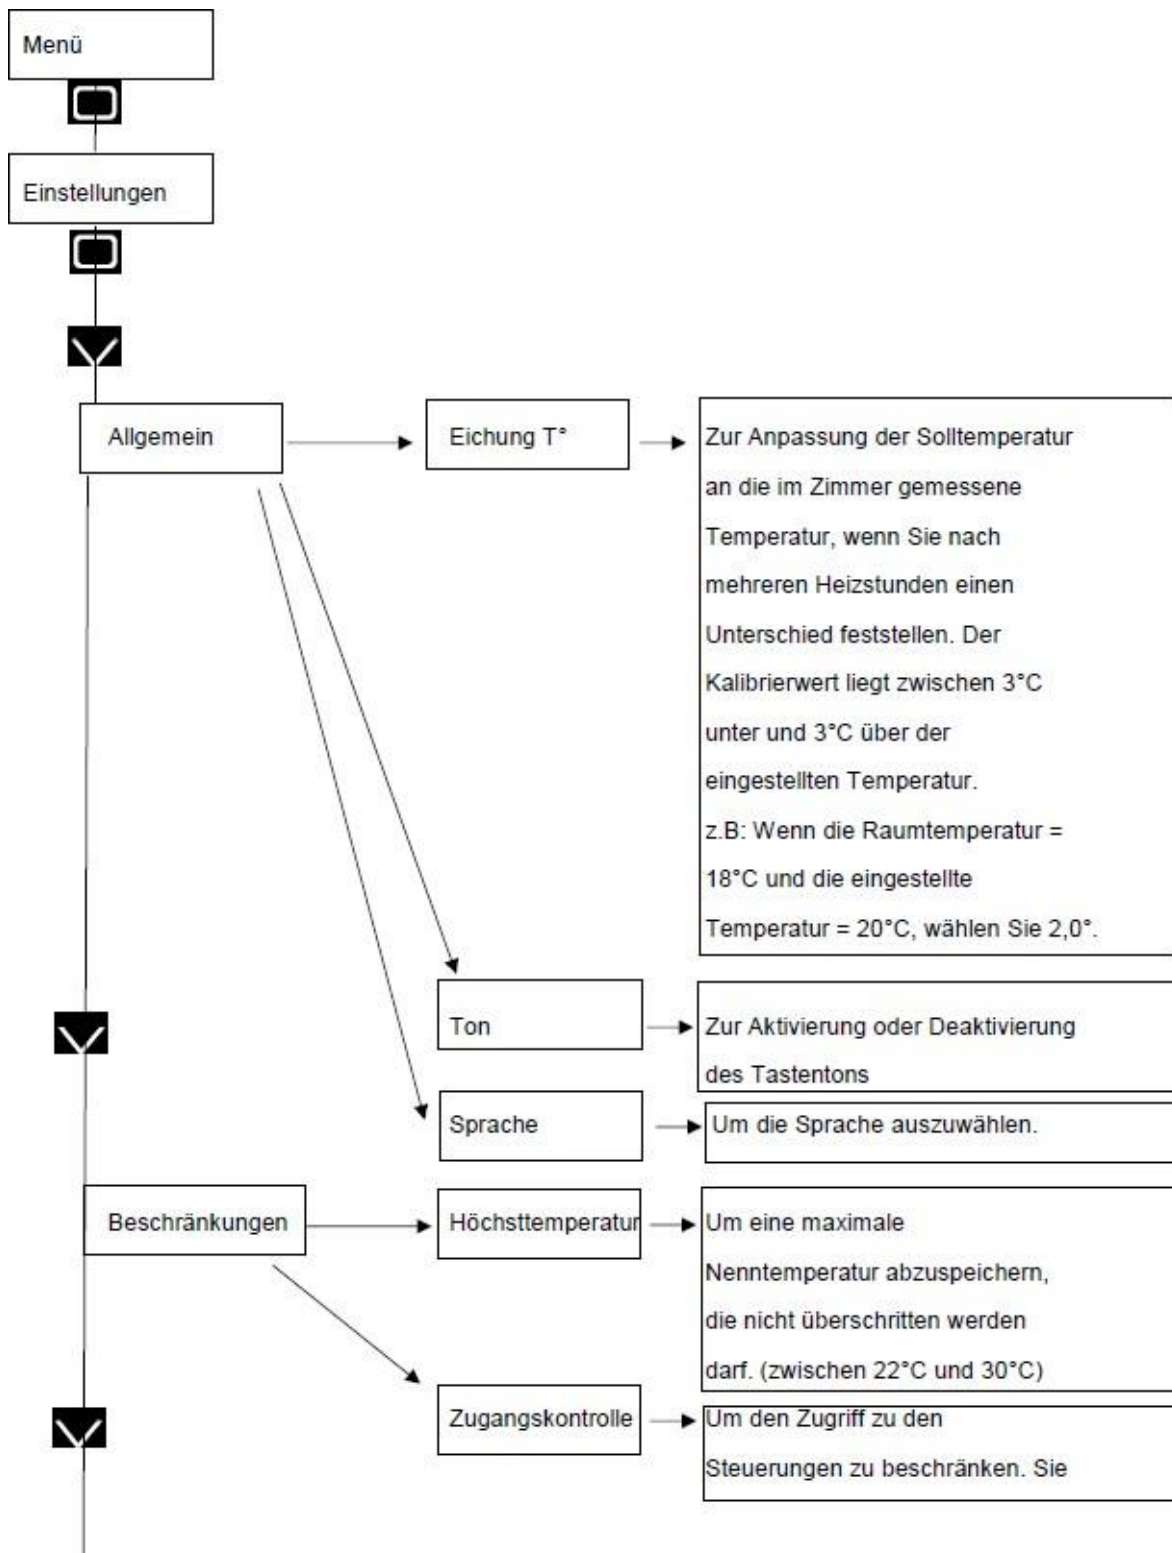 Menü
Einstellungen
Allgemein
Eichung T°
Zur Anpassung der Solltemperatur
an die im Zimmer gemessene
Temperatur, wenn Sie nach
mehreren Heizstunden einen
Unterschied feststellen. Der
Kalibrierwert liegt zwischen 3°C
unter und 3°C über der
eingestellten Temperatur.
z.B: Wenn die Raumtemperatur =
18°C und die eingestellte
Temperatur = 20°C, wählen Sie 2,0°.
Ton
Zur Aktivierung oder Deaktivierung
des Tastentons
Sprache
Um die Sprache auszuwählen.
Beschränkungen
Höchsttemperatur
Um eine maximale
Nenntemperatur abzuspeichern,
die nicht überschritten werden
darf. (zwischen 22°C und 30°C)
Zugangskontrolle
Um den Zugriff zu den
Steuerungen zu beschränken. Sie